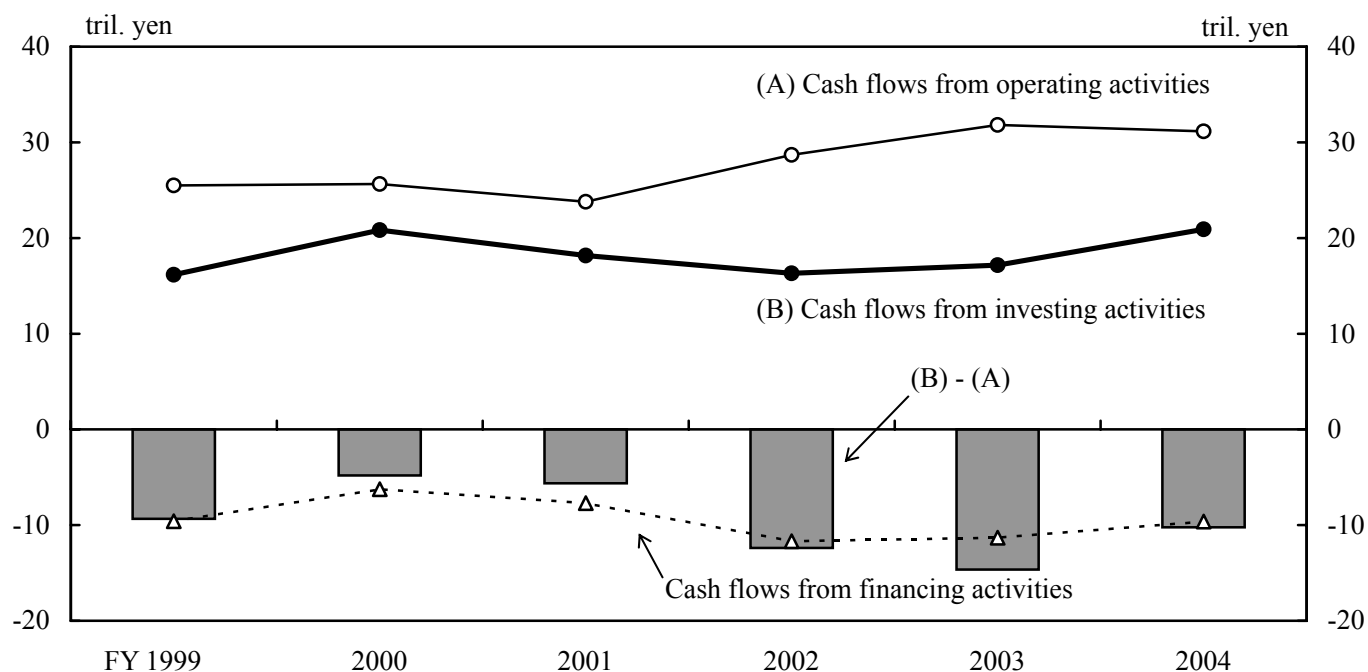 tril. yen
tril. yen
40
40
(A) Cash flows from operating activities
30
30
20
20
(B) Cash flows from investing activities
10
10
(B) - (A)
0
0
-10
-10
Cash flows from financing activities
-20
-20
FY 1999 2000 2001 2002 2003 2004